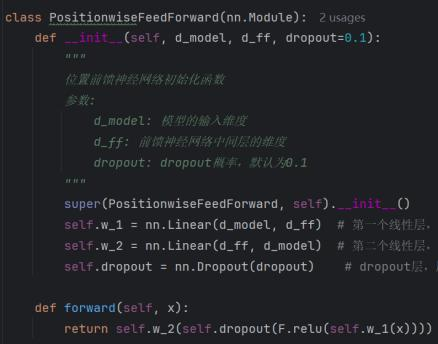 class PositionwiseFeedForward(nn.Module): 2 usages
def __init__(self, d_model, d_ff, dropout=0.1):
"""
位置前馈神经网络初始化函数
参数:
d_model: 模型的输入维度
d_ff: 前馈神经网络中间层的维度
dropout: dropout概率，默认为0.1
"""
super(PositionwiseFeedForward, self).__init__()
self.w_1 = nn.Linear(d_model, d_ff) # 第一个线性层，
self.w_2 = nn.Linear(d_ff, d_model) # 第二个线性层，
self.dropout = nn.Dropout(dropout) # dropout层，
def forward(self, x):
return self.w_2(self.dropout(F.relu(self.w_1(x))))